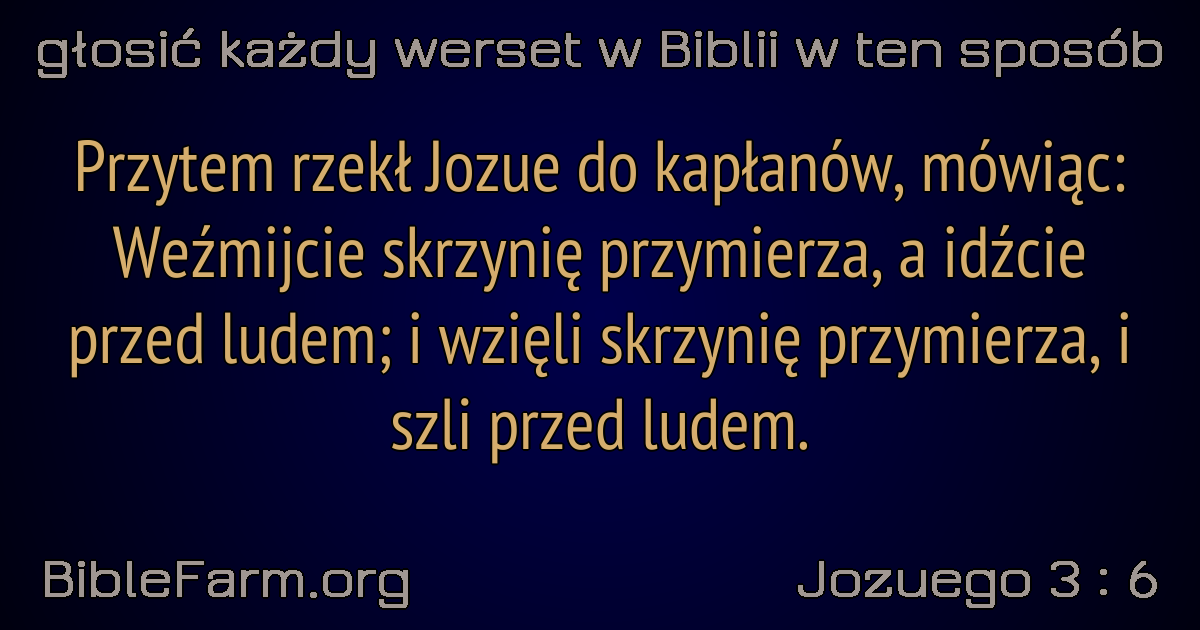 głosić każdy werset w Biblii w ten sposób
Przytem rzekł Jozue do kapłanów, mówiąc:
Weźmijcie skrzynię przymierza, a idźcie
przed ludem; i wzięli skrzynię przymierza, i
szli przed ludem.
BibleFarm.org
Jozuego 3 : 6